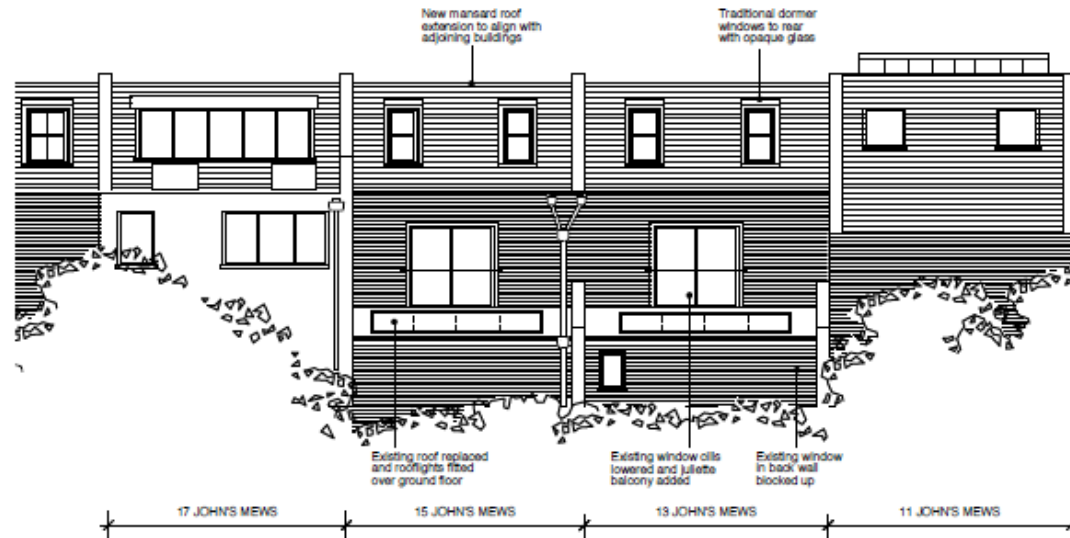 New mansard roof
extension to align with
adjoining buildings
Traditional dormer
windows to rear
with opaque glass
Existing roof replaced
and rooflights fitted
over ground floor
Existing window cills
lowered and juliette
balcony added
Existing window
in back wall
blocked up
17 JOHN'S MEWS
15 JOHN'S MEWS
13 JOHN'S MEWS
11 JOHN'S MEWS